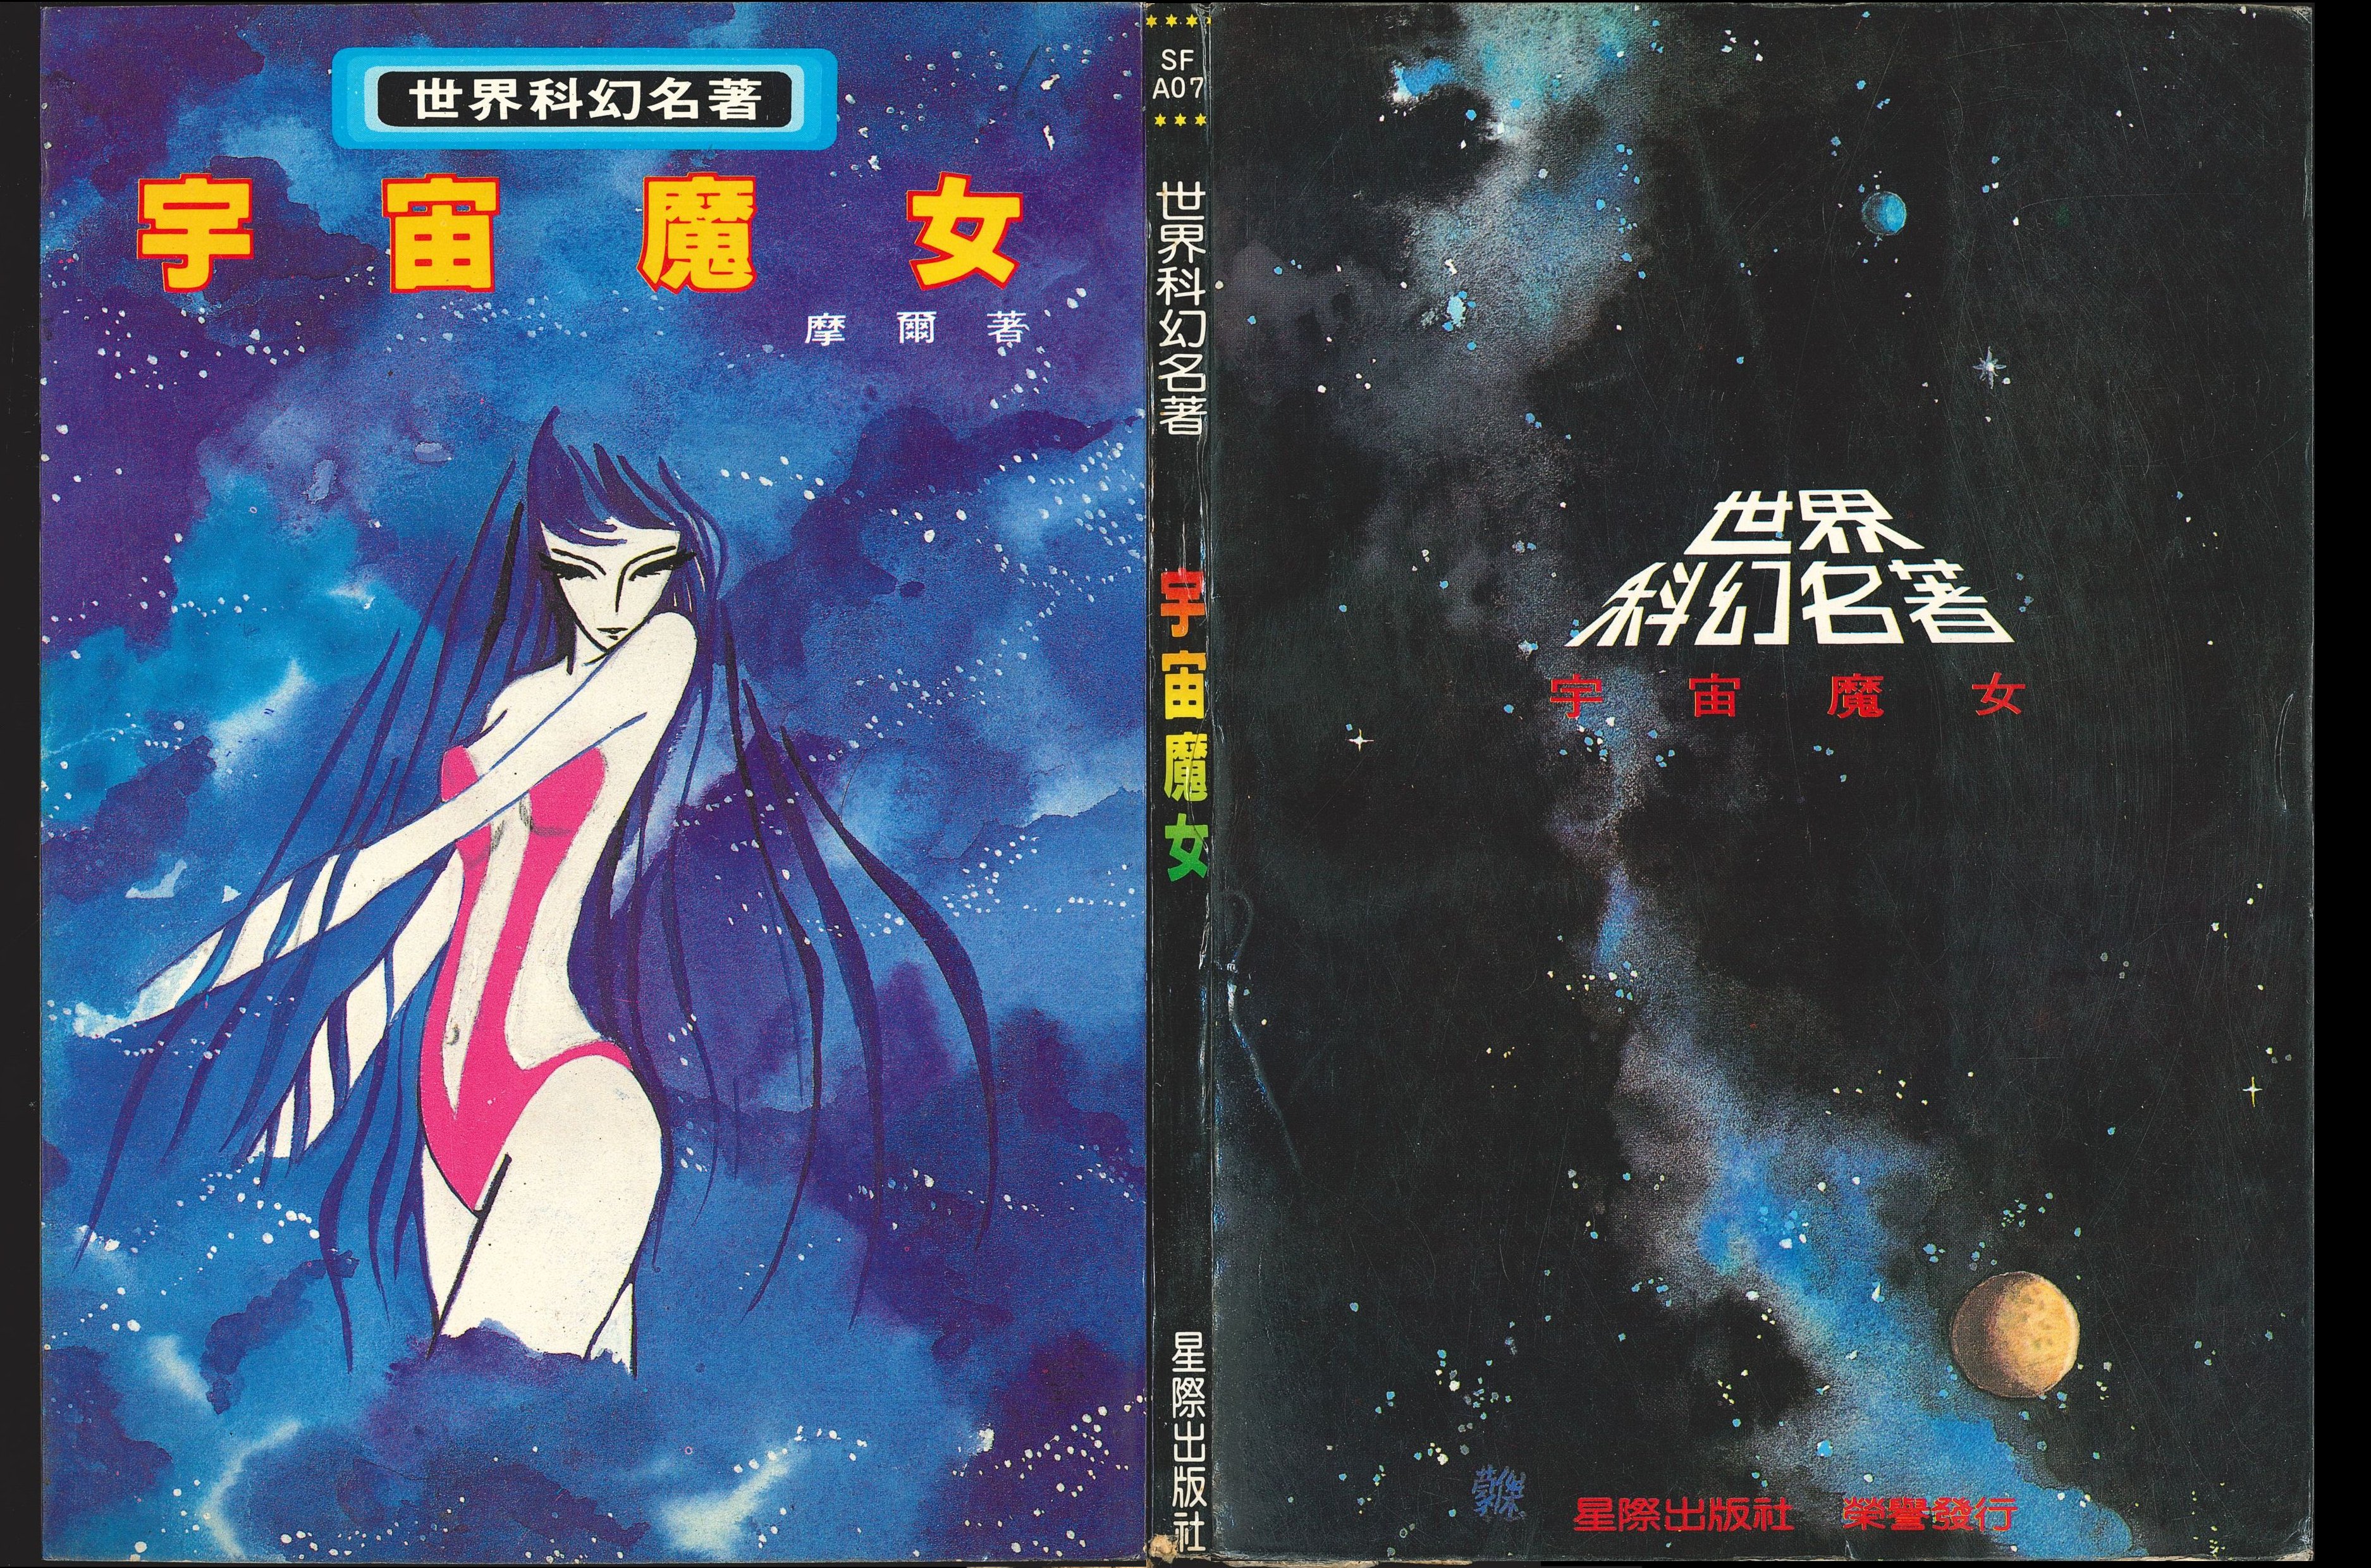 世界科幻名著
宇宙魔女
摩爾著
SF
A07
世界科幻名著
宇宙魔女
星際出版社
世界
科幻名著
宇宙魔女
星際出版社 榮譽發行